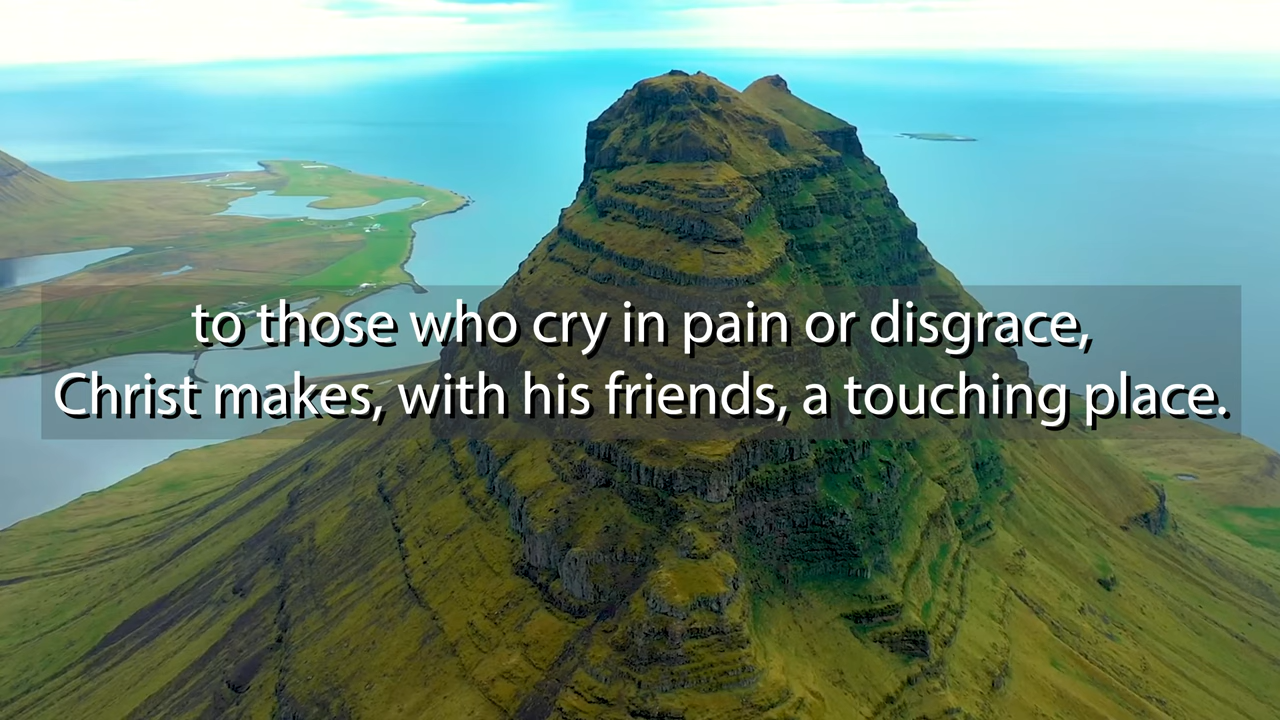 to those who cry in pain or disgrace,
Christ makes, with his friends, a touching place.